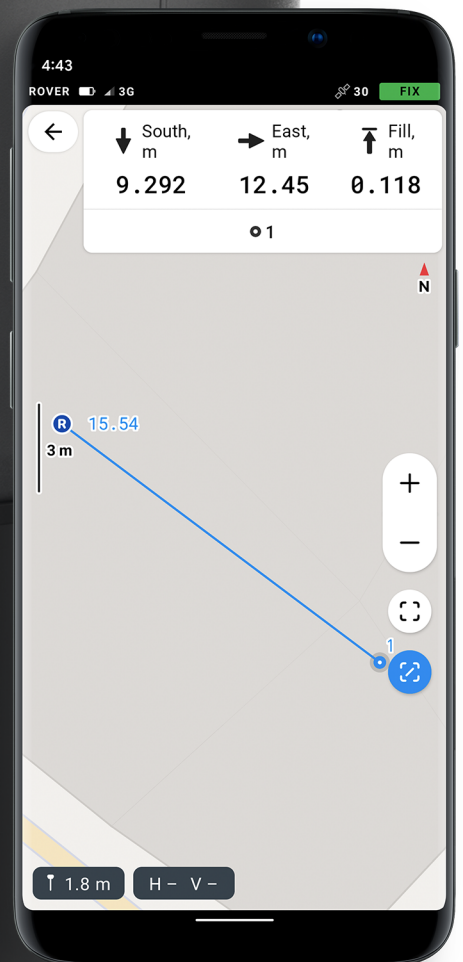 4:43
ROVER 3G 30 FIX
South, m East, m Fill, m
9.292 12.45 0.118
1
N
R 15.54
3 m
+
−
1
1.8 m H – V –